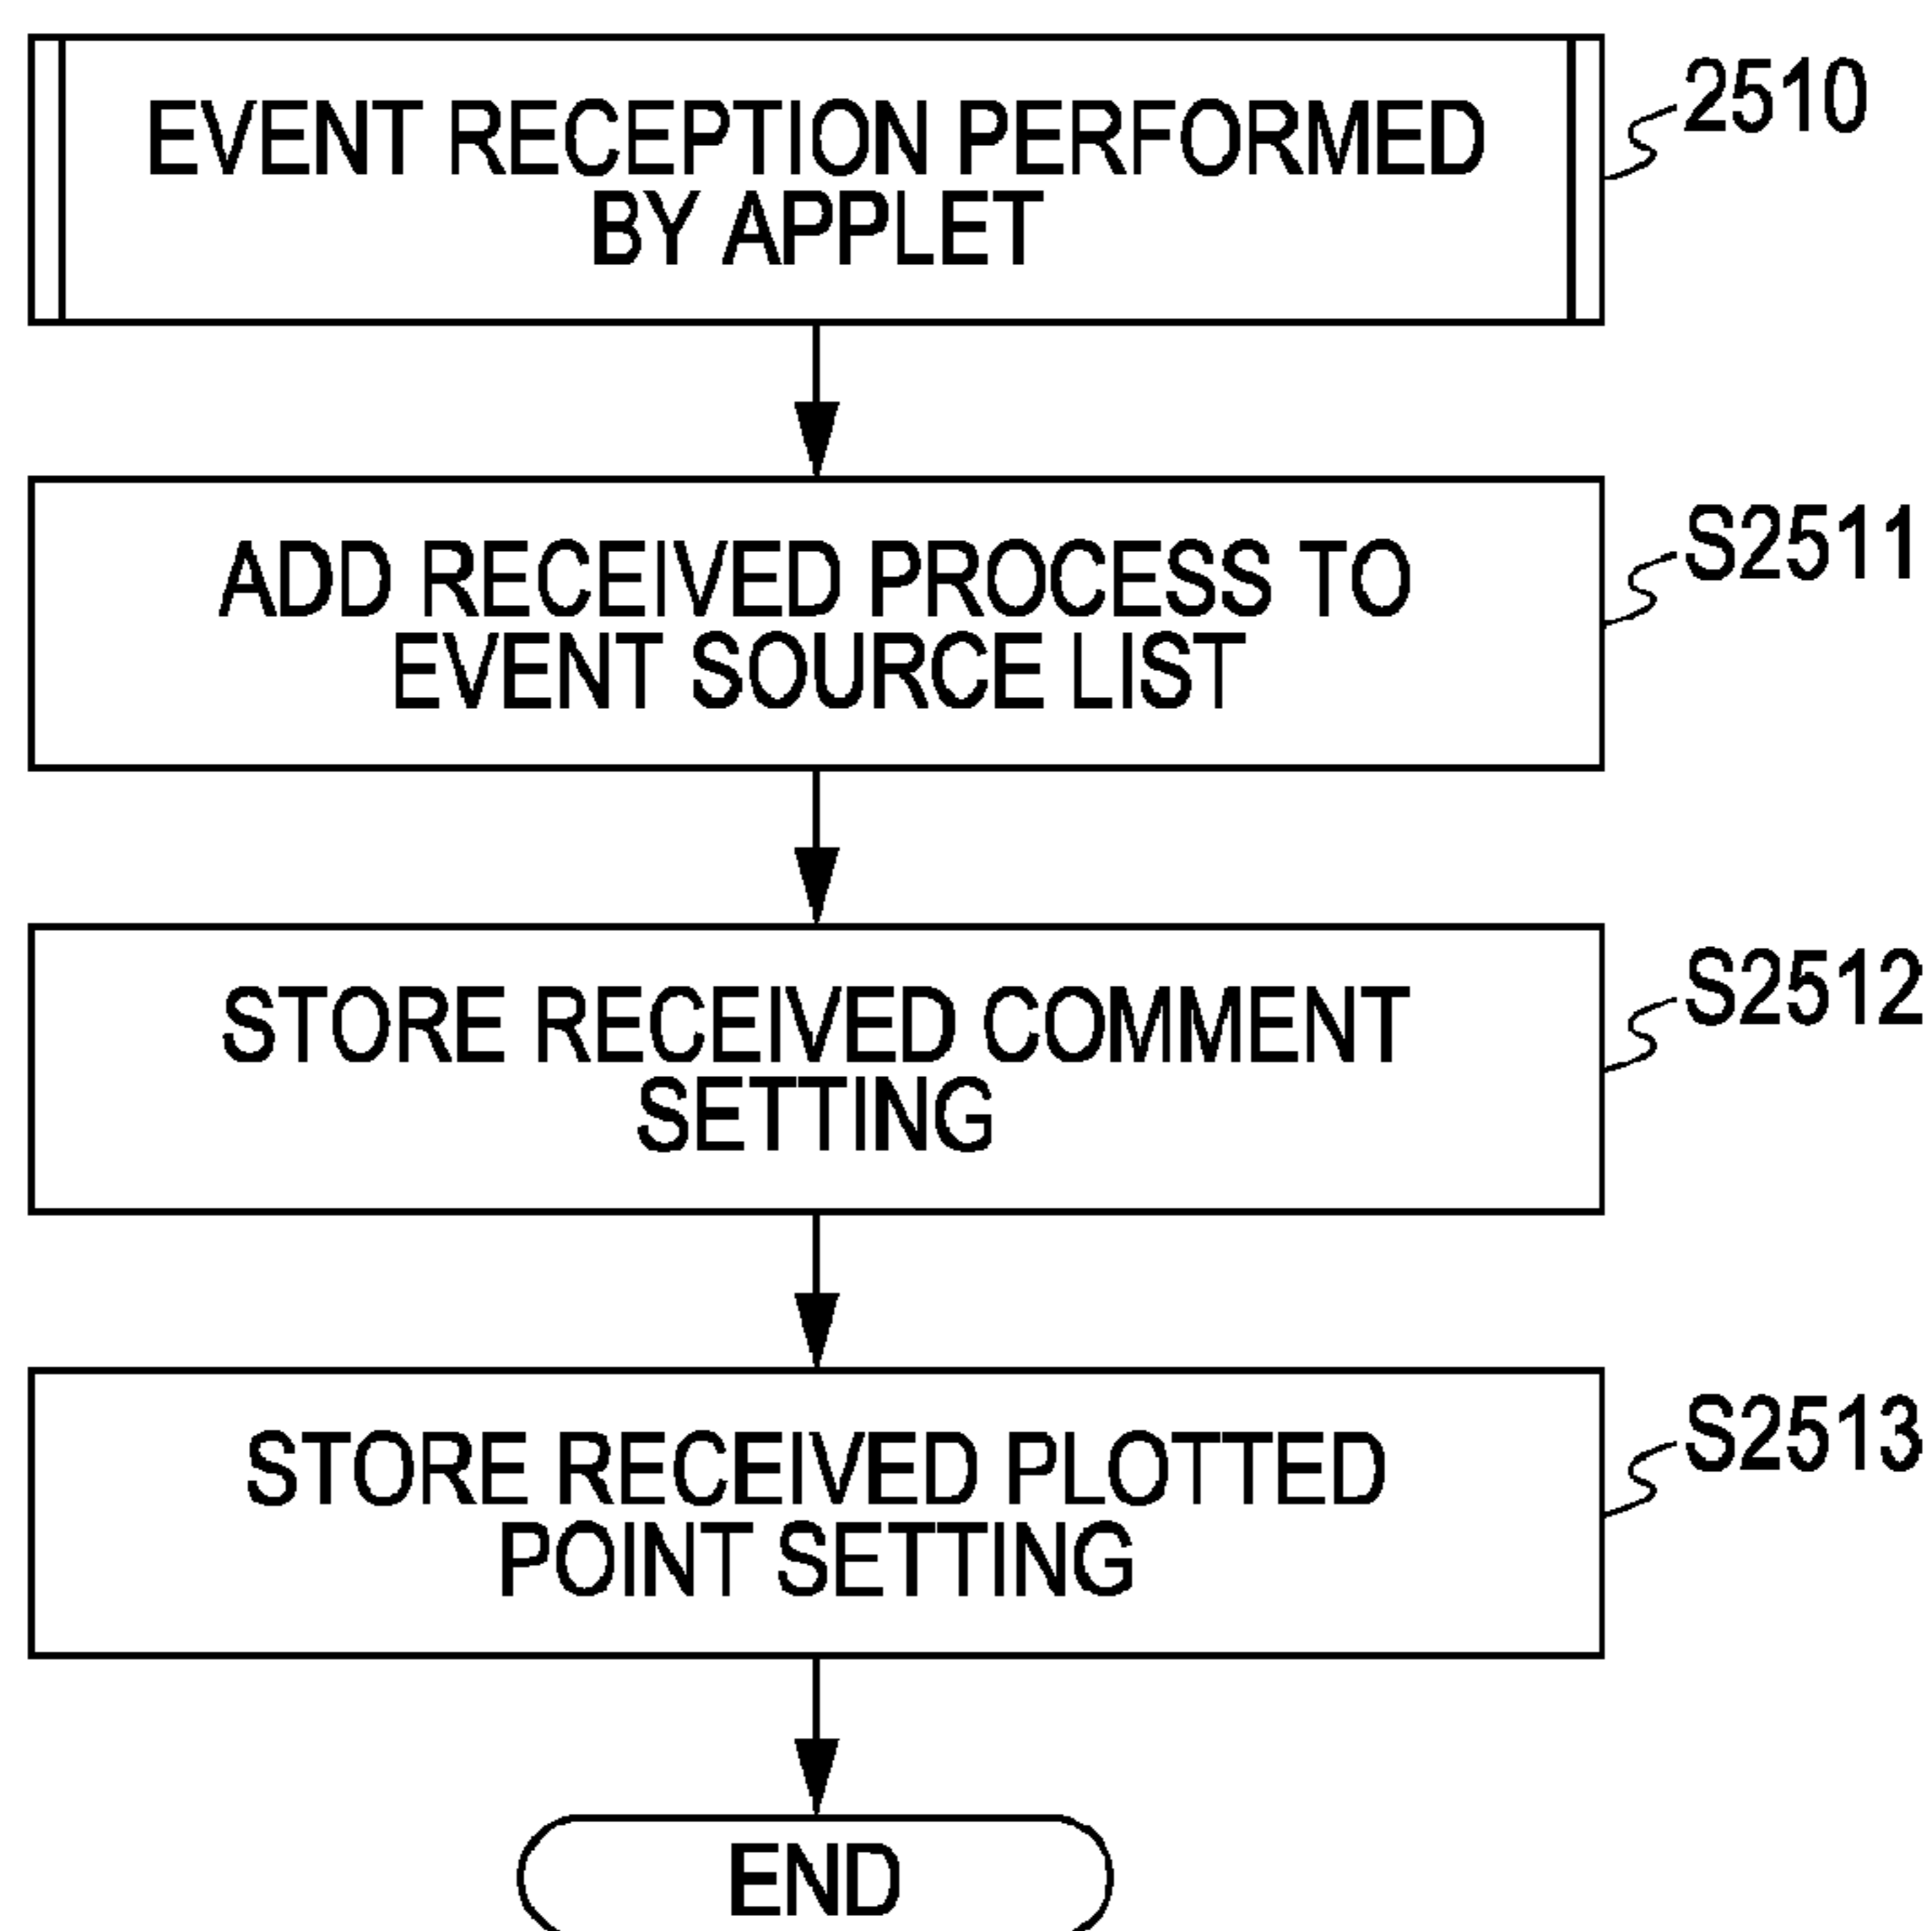 EVENT RECEPTION PERFORMED
BY APPLET
2510
ADD RECEIVED PROCESS TO
EVENT SOURCE LIST
S2511
STORE RECEIVED COMMENT
SETTING
S2512
STORE RECEIVED PLOTTED
POINT SETTING
S2513
END